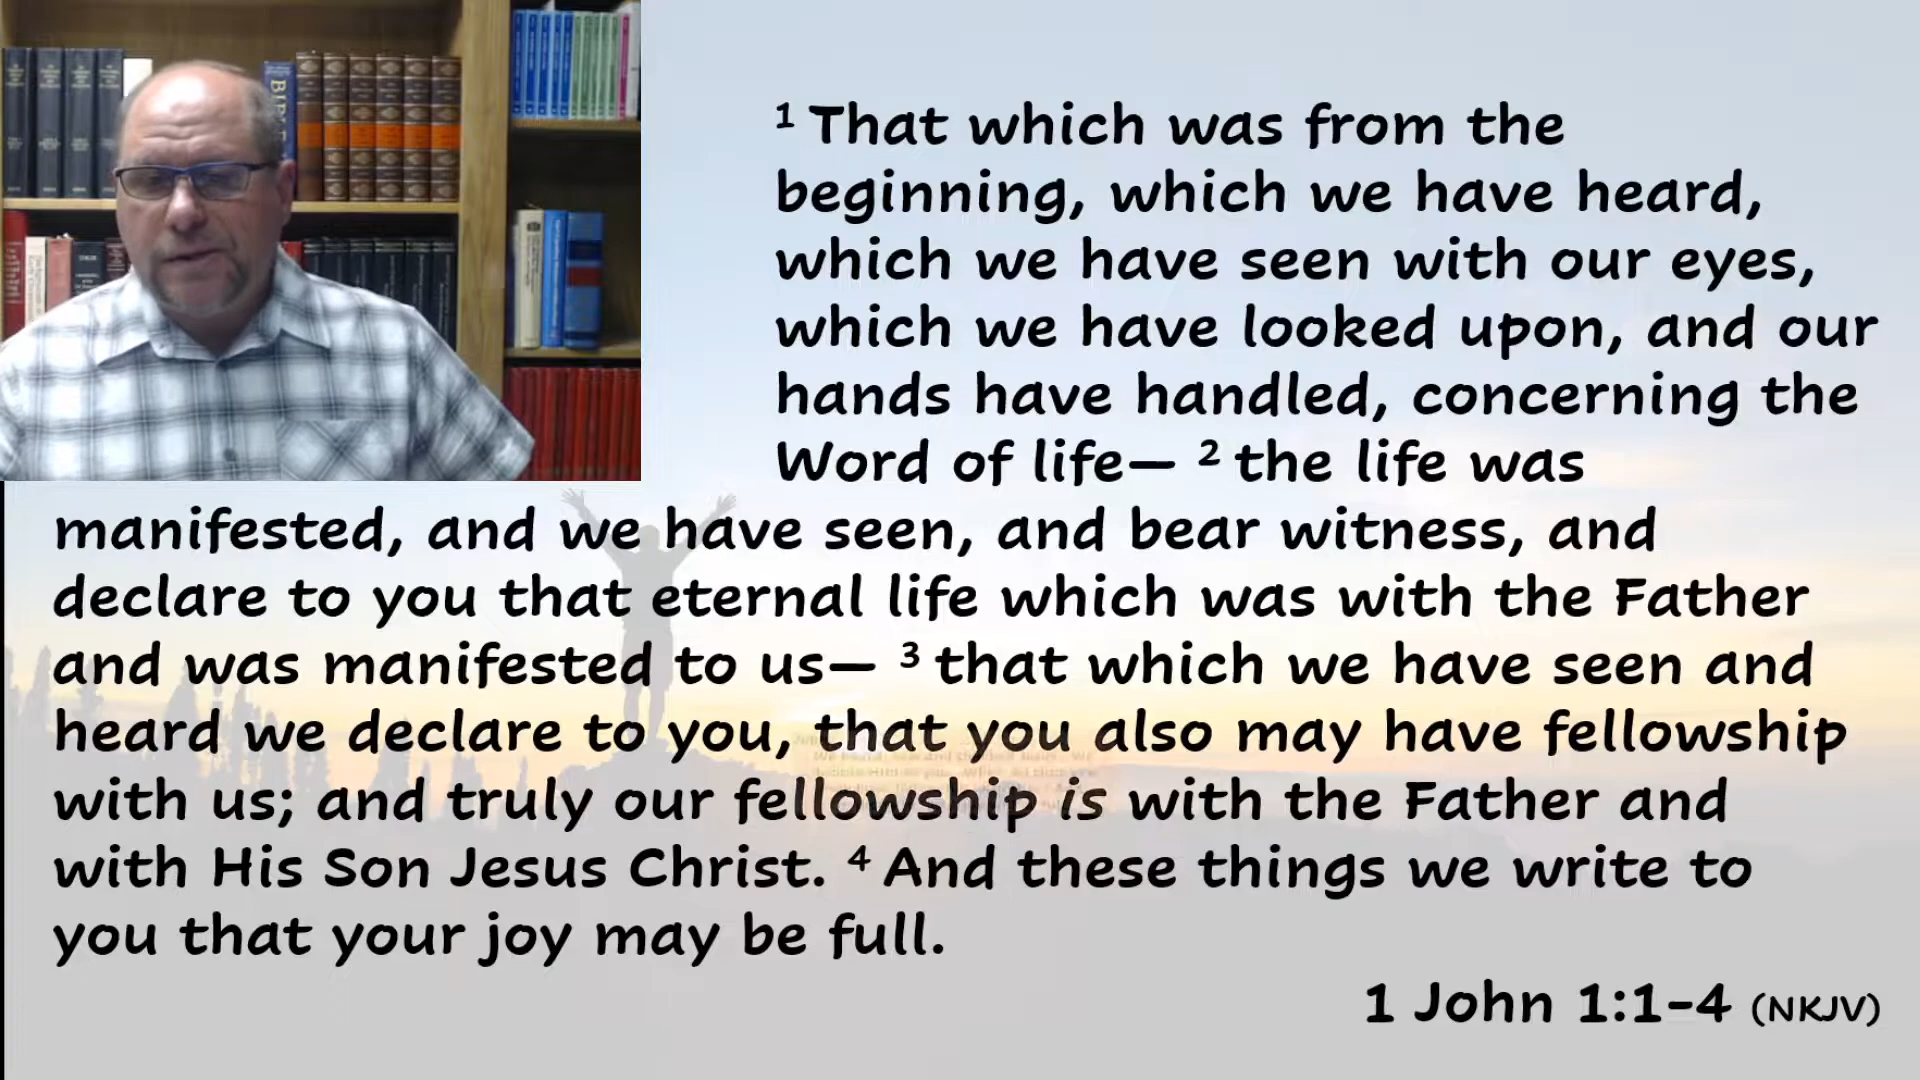 BIBLE
¹ That which was from the
beginning, which we have heard,
which we have seen with our eyes,
which we have looked upon, and our
hands have handled, concerning the
Word of life— ² the life was
manifested, and we have seen, and bear witness, and
declare to you that eternal life which was with the Father
and was manifested to us— ³ that which we have seen and
heard we declare to you, that you also may have fellowship
with us; and truly our fellowship is with the Father and
with His Son Jesus Christ. ⁴ And these things we write to
you that your joy may be full.
1 John 1:1-4 (NKJV)